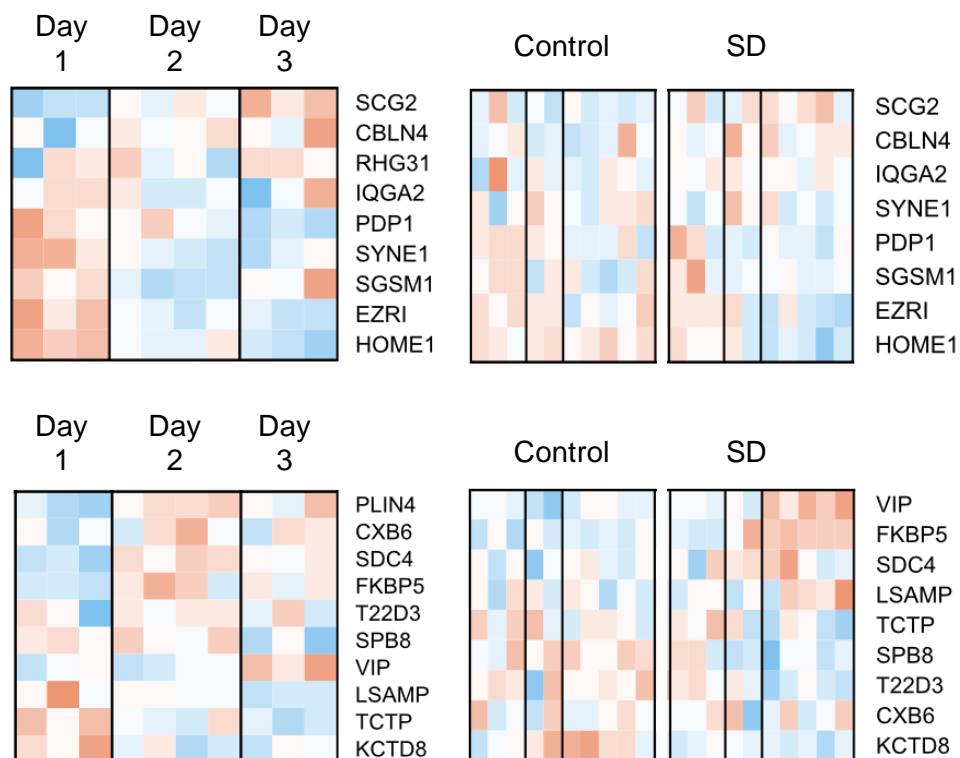 Day Day Day
1 2 3
SCG2
CBLN4
RHG31
IQGA2
PDP1
SYNE1
SGSM1
EZRI
HOME1
Control SD
SCG2
CBLN4
IQGA2
SYNE1
PDP1
SGSM1
EZRI
HOME1
Day Day Day
1 2 3
PLIN4
CXB6
SDC4
FKBP5
T22D3
SPB8
VIP
LSAMP
TCTP
KCTD8
Control SD
VIP
FKBP5
SDC4
LSAMP
TCTP
SPB8
T22D3
CXB6
KCTD8